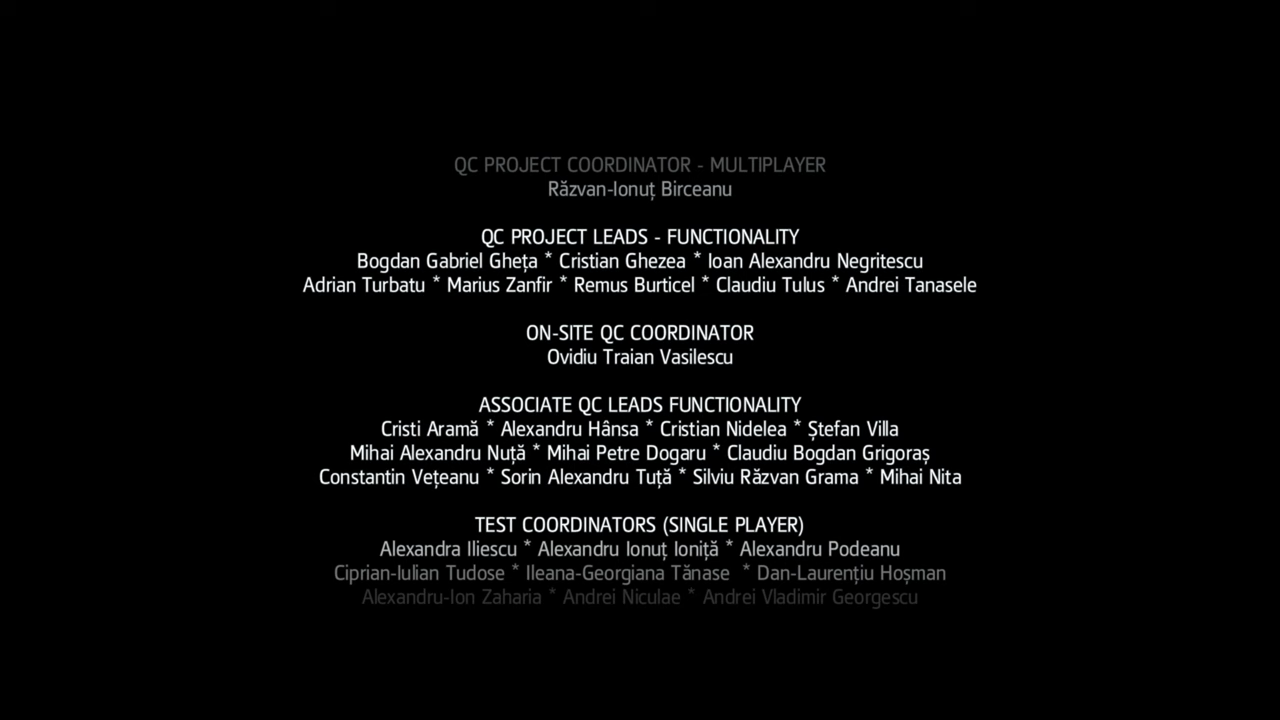 QC PROJECT COORDINATOR - MULTIPLAYER
Răzvan-Ionuț Birceanu
QC PROJECT LEADS - FUNCTIONALITY
Bogdan Gabriel Gheța * Cristian Ghezea * Ioan Alexandru Negritescu
Adrian Turbatu * Marius Zanfir * Remus Burticel * Claudiu Tulus * Andrei Tanasele
ON-SITE QC COORDINATOR
Ovidiu Traian Vasilescu
ASSOCIATE QC LEADS FUNCTIONALITY
Cristi Aramă * Alexandru Hânsa * Cristian Nidelea * Ștefan Villa
Mihai Alexandru Nuță * Mihai Petre Dogaru * Claudiu Bogdan Grigoraș
Constantin Vețeanu * Sorin Alexandru Tuță * Silviu Răzvan Grama * Mihai Nita
TEST COORDINATORS (SINGLE PLAYER)
Alexandra Iliescu * Alexandru Ionuț Ioniță * Alexandru Podeanu
Ciprian-Iulian Tudose * Ileana-Georgiana Tănase * Dan-Laurențiu Hoșman
Alexandru-Ion Zaharia * Andrei Niculae * Andrei Vladimir Georgescu